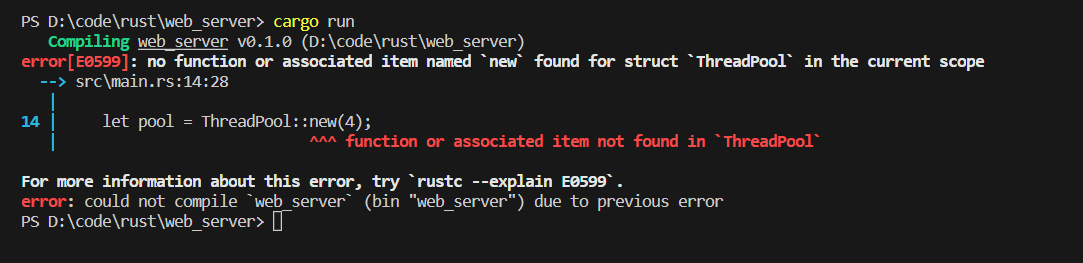 PS D:\code\rust\web_server> cargo run
   Compiling web_server v0.1.0 (D:\code\rust\web_server)
error[E0599]: no function or associated item named `new` found for struct `ThreadPool` in the current scope
  --> src\main.rs:14:28
   |
14 |     let pool = ThreadPool::new(4);
   |                            ^^^ function or associated item not found in `ThreadPool`

For more information about this error, try `rustc --explain E0599`.
error: could not compile `web_server` (bin "web_server") due to previous error
PS D:\code\rust\web_server>